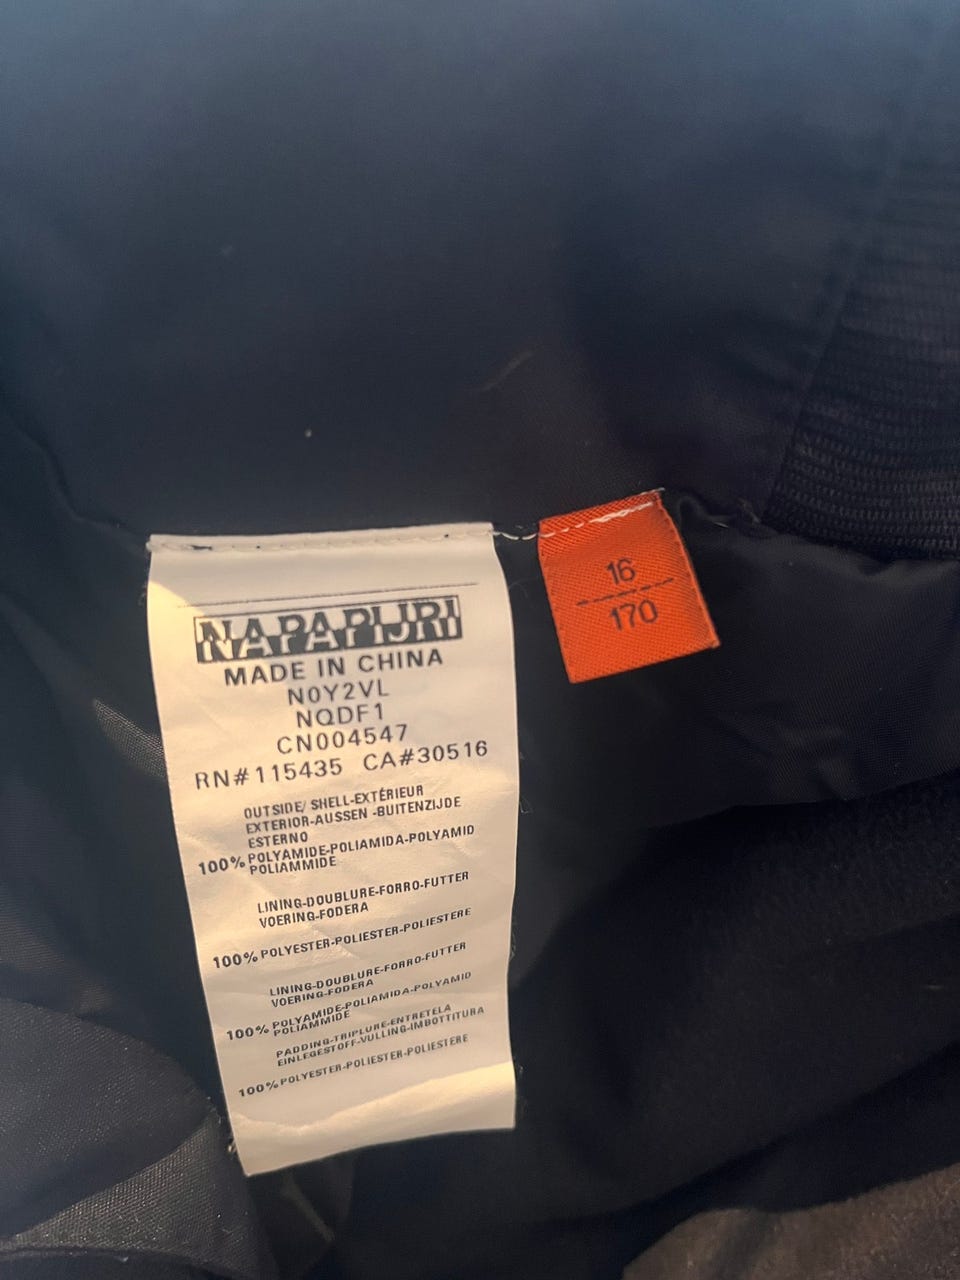 NAPAPIJRI
MADE IN CHINA
N0Y2VL
NQDF1
CN004547
RN#115435 CA#30516
OUTSIDE/ SHELL-EXTÉRIEUR
EXTERIOR-AUSSEN -BUITENZIJDE
ESTERNO
100% POLYAMIDE-POLIAMIDA-POLYAMID
POLIAMMIDE
LINING-DOUBLURE-FORRO-FUTTER
VOERING-FODERA
100% POLYESTER-POLIESTER-POLIESTERE
LINING-DOUBLURE-FORRO-FUTTER
VOERING-FODERA
100% POLYAMIDE-POLIAMIDA-POLYAMID
POLIAMMIDE
PADDING-TRIPLURE-ENTRETELA
EINLEGESTOFF-VULLING-IMBOTTITURA
100% POLYESTER-POLIESTER-POLIESTERE
16
170